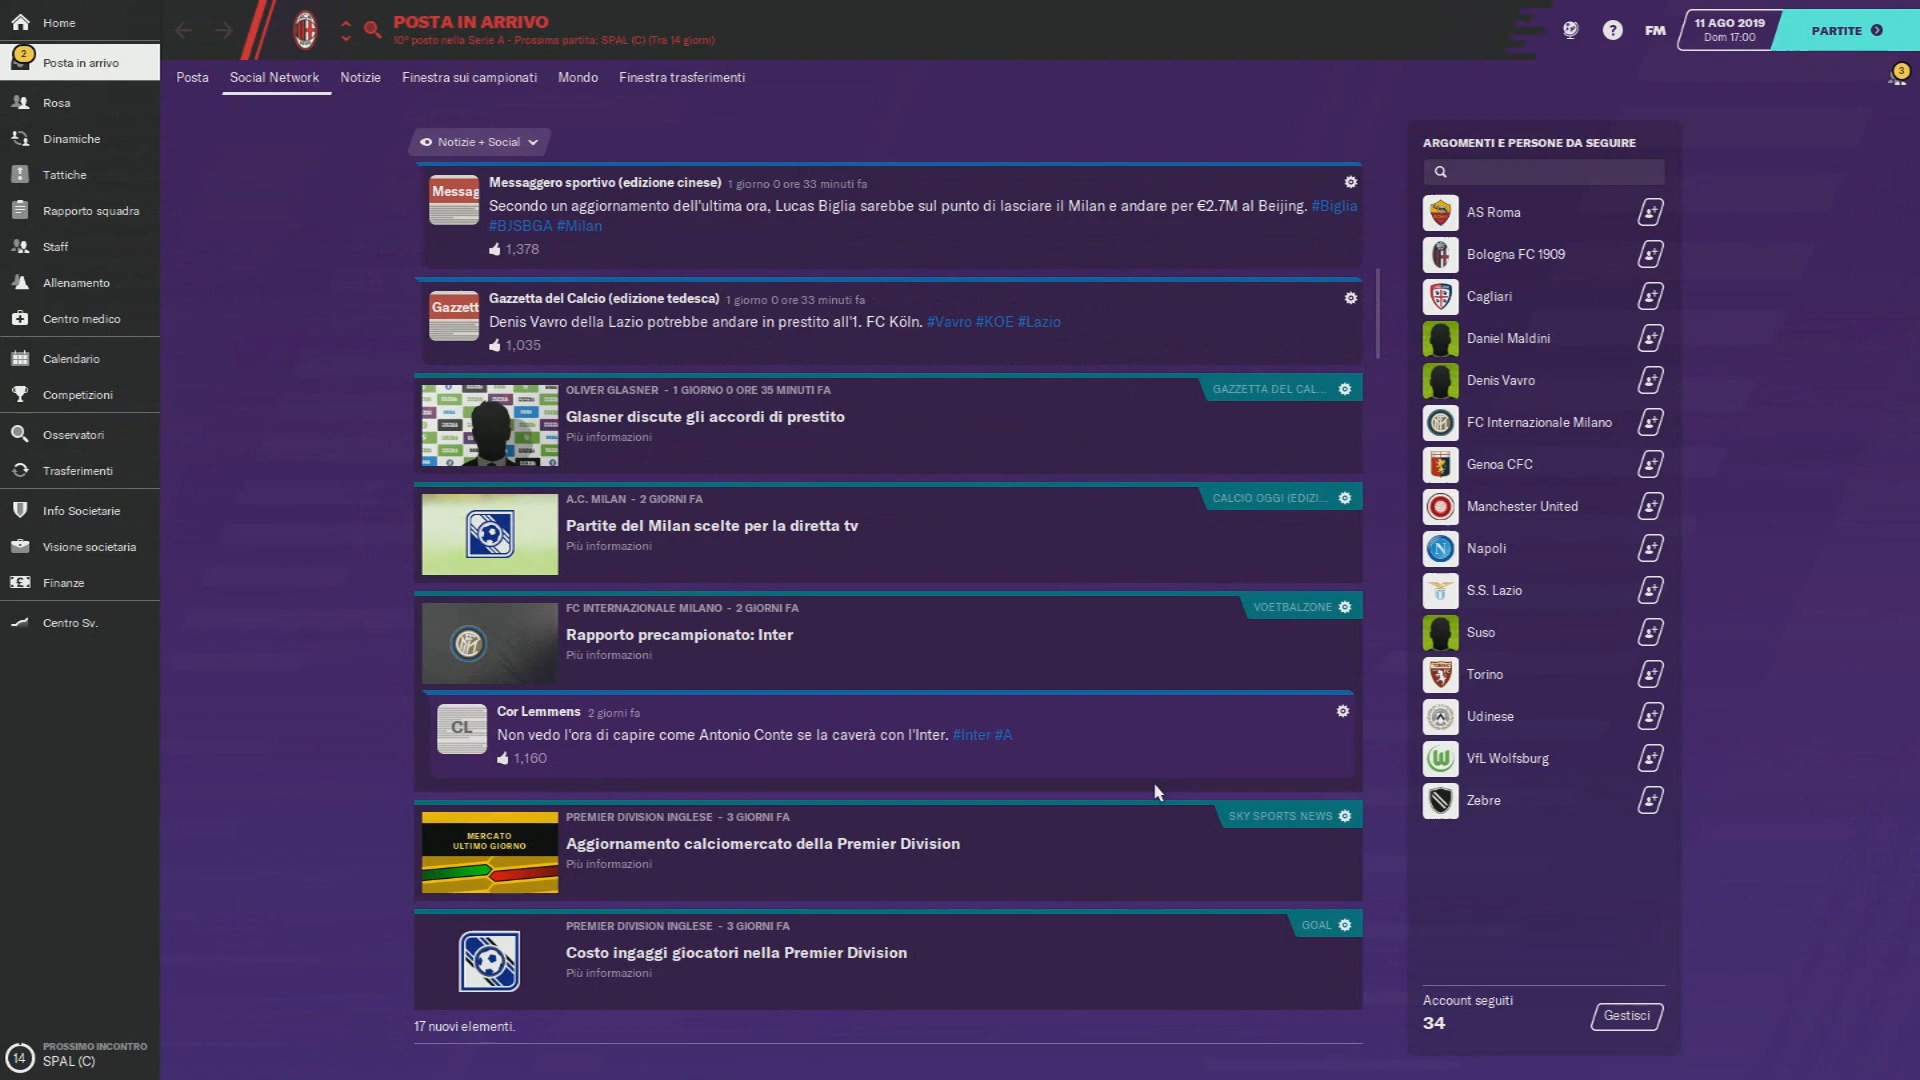 Home
2
Posta in arrivo
Rosa
Dinamiche
Tattiche
Rapporto squadra
Staff
Allenamento
Centro medico
Calendario
Competizioni
Osservatori
Trasferimenti
Info Societarie
Visione societaria
Finanze
Centro Sv.
14
PROSSIMO INCONTRO
SPAL (C)
POSTA IN ARRIVO
10° posto nella Serie A - Prossima partita: SPAL (C) (Tra 14 giorni)
?
FM
11 AGO 2019
Dom 17:00
PARTITE
3
Posta
Social Network
Notizie
Finestra sui campionati
Mondo
Finestra trasferimenti
Notizie + Social
Messag
Messaggero sportivo (edizione cinese) 1 giorno 0 ore 33 minuti fa
Secondo un aggiornamento dell'ultima ora, Lucas Biglia sarebbe sul punto di lasciare il Milan e andare per €2.7M al Beijing. #Biglia
#BJSBGA #Milan
1,378
Gazzett
Gazzetta del Calcio (edizione tedesca) 1 giorno 0 ore 33 minuti fa
Denis Vavro della Lazio potrebbe andare in prestito all'1. FC Köln. #Vavro #KOE #Lazio
1,035
OLIVER GLASNER - 1 GIORNO 0 ORE 35 MINUTI FA
GAZZETTA DEL CAL...
Glasner discute gli accordi di prestito
Più informazioni
A.C. MILAN - 2 GIORNI FA
CALCIO OGGI (EDIZI...
Partite del Milan scelte per la diretta tv
Più informazioni
FC INTERNAZIONALE MILANO - 2 GIORNI FA
VOETBALZONE
Rapporto precampionato: Inter
Più informazioni
CL
Cor Lemmens 2 giorni fa
Non vedo l'ora di capire come Antonio Conte se la caverà con l'Inter. #Inter #A
1,160
MERCATO
ULTIMO GIORNO
PREMIER DIVISION INGLESE - 3 GIORNI FA
SKY SPORTS NEWS
Aggiornamento calciomercato della Premier Division
Più informazioni
PREMIER DIVISION INGLESE - 3 GIORNI FA
GOAL
Costo ingaggi giocatori nella Premier Division
Più informazioni
17 nuovi elementi.
ARGOMENTI E PERSONE DA SEGUIRE
AS Roma
Bologna FC 1909
Cagliari
Daniel Maldini
Denis Vavro
FC Internazionale Milano
Genoa CFC
Manchester United
Napoli
S.S. Lazio
Suso
Torino
Udinese
VfL Wolfsburg
Zebre
Account seguiti
34
Gestisci